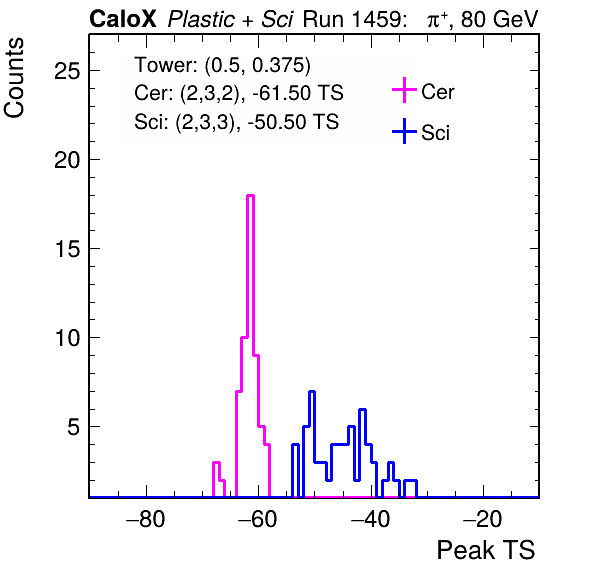 CaloX Plastic + Sci Run 1459: π⁺, 80 GeV
Counts
Tower: (0.5, 0.375)
Cer: (2,3,2), -61.50 TS
Sci: (2,3,3), -50.50 TS
Cer
Sci
25
20
15
10
5
−80 −60 −40 −20
Peak TS